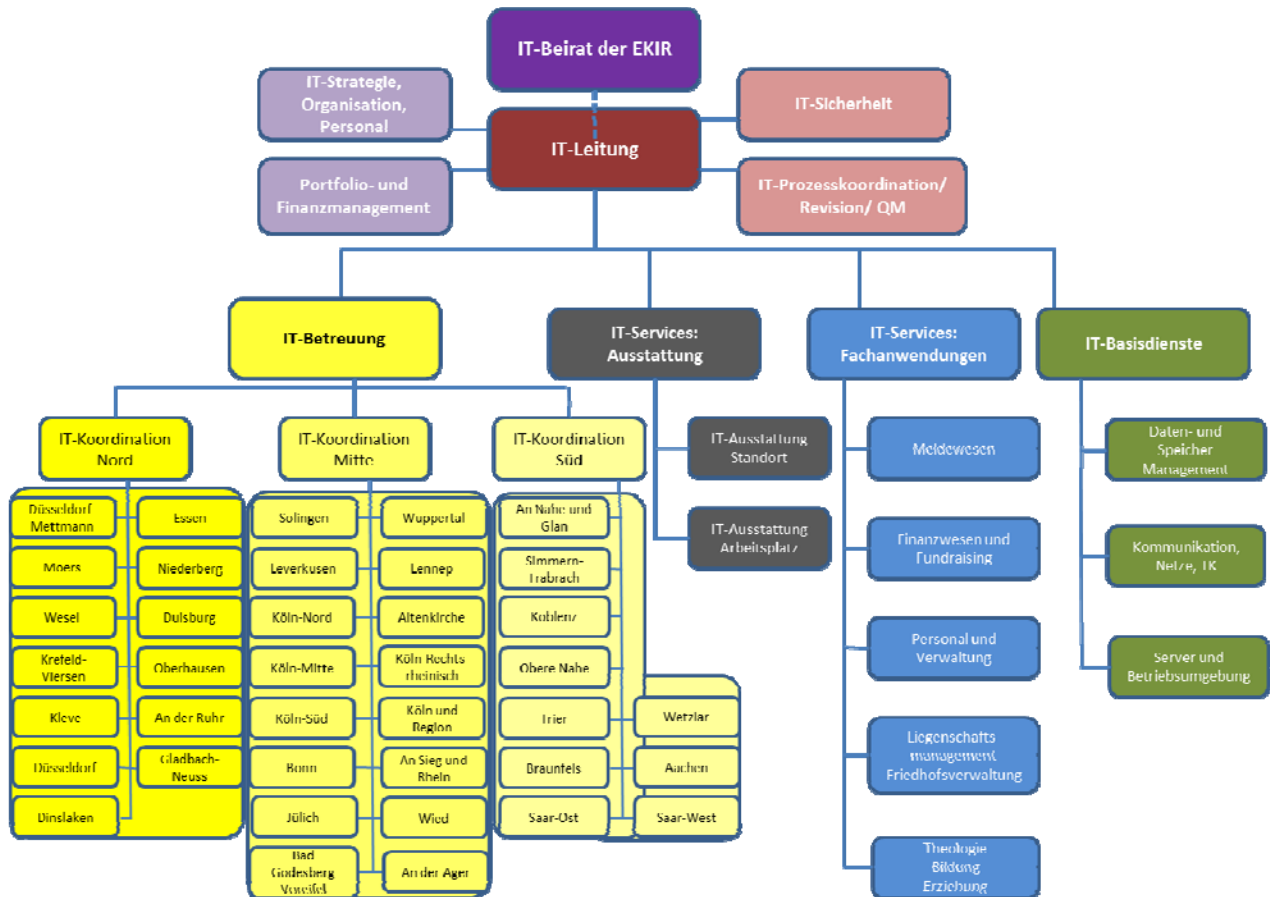 IT-Beirat der EKIR
IT-Strategie,
Organisation,
Personal
IT-Sicherheit
IT-Leitung
Portfolio- und
Finanzmanagement
IT-Prozesskoordination/
Revision/ QM
IT-Betreuung
IT-Services:
Ausstattung
IT-Services:
Fachanwendungen
IT-Basisdienste
IT-Koordination
Nord
IT-Koordination
Mitte
IT-Koordination
Süd
Düsseldorf
Mettmann
Essen
Moers
Niederberg
Wesel
Duisburg
Krefeld-
Viersen
Oberhausen
Kleve
An der Ruhr
Düsseldorf
Gladbach-
Neuss
Dinslaken
Solingen
Wuppertal
Leverkusen
Lennep
Köln-Nord
Altenkirche
Köln-Mitte
Köln Rechts
rheinisch
Köln-Süd
Köln und
Region
Bonn
An Sieg und
Rhein
Jülich
Wied
Bad
Godesberg
Voreifel
An der Ager
An Nahe und
Glan
Simmern-
Trabrach
Koblenz
Obere Nahe
Trier
Wetzlar
Braunfels
Aachen
Saar-Ost
Saar-West
IT-Ausstattung
Standort
IT-Ausstattung
Arbeitsplatz
Meldewesen
Finanzwesen und
Fundraising
Personal und
Verwaltung
Liegenschafts
management
Friedhofsverwaltung
Theologie
Bildung
Erziehung
Daten- und
Speicher
Management
Kommunikation,
Netze, TK
Server und
Betriebsumgebung